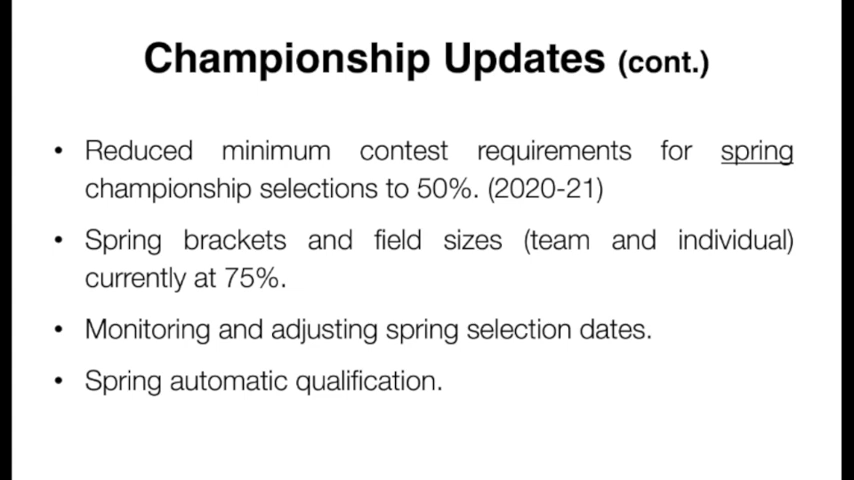 Championship Updates (cont.)
• Reduced minimum contest requirements for spring
championship selections to 50%. (2020-21)
• Spring brackets and field sizes (team and individual)
currently at 75%.
• Monitoring and adjusting spring selection dates.
• Spring automatic qualification.